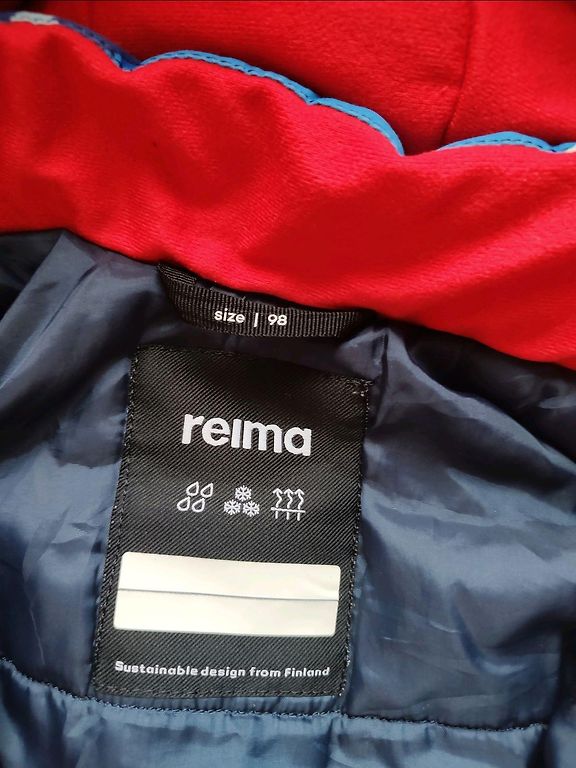 size | 98
reima
Sustainable design from Finland